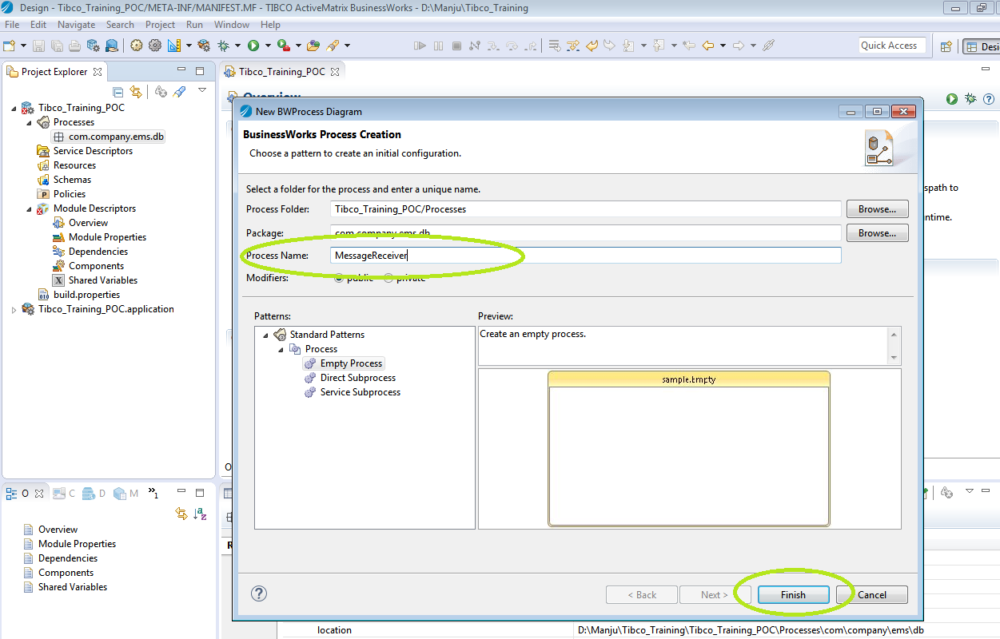 Design - Tibco_Training_POC/META-INF/MANIFEST.MF - TIBCO ActiveMatrix BusinessWorks - D:\Manju\Tibco_Training
File Edit Navigate Search Project Run Window Help
Quick Access
Desi
Project Explorer
Tibco_Training_POC
Processes
com.company.ems.db
Service Descriptors
Resources
Schemas
Policies
Module Descriptors
Overview
Module Properties
Dependencies
Components
Shared Variables
build.properties
Tibco_Training_POC.application
Tibco_Training_POC
Overview
spath to
ntime.
New BWProcess Diagram
BusinessWorks Process Creation
Choose a pattern to create an initial configuration.
Select a folder for the process and enter a unique name.
Process Folder: Tibco_Training_POC/Processes Browse...
Package: com.company.ems.db Browse...
Process Name: MessageReceiver
Modifiers: public private
Patterns:
Standard Patterns
Process
Empty Process
Direct Subprocess
Service Subprocess
Preview:
Create an empty process.
sample.Empty
< Back Next > Finish Cancel
O C D M 1
Overview
Module Properties
Dependencies
Components
Shared Variables
O
R
location D:\Manju\Tibco_Training\Tibco_Training_POC\Processes\com\company\ems\db